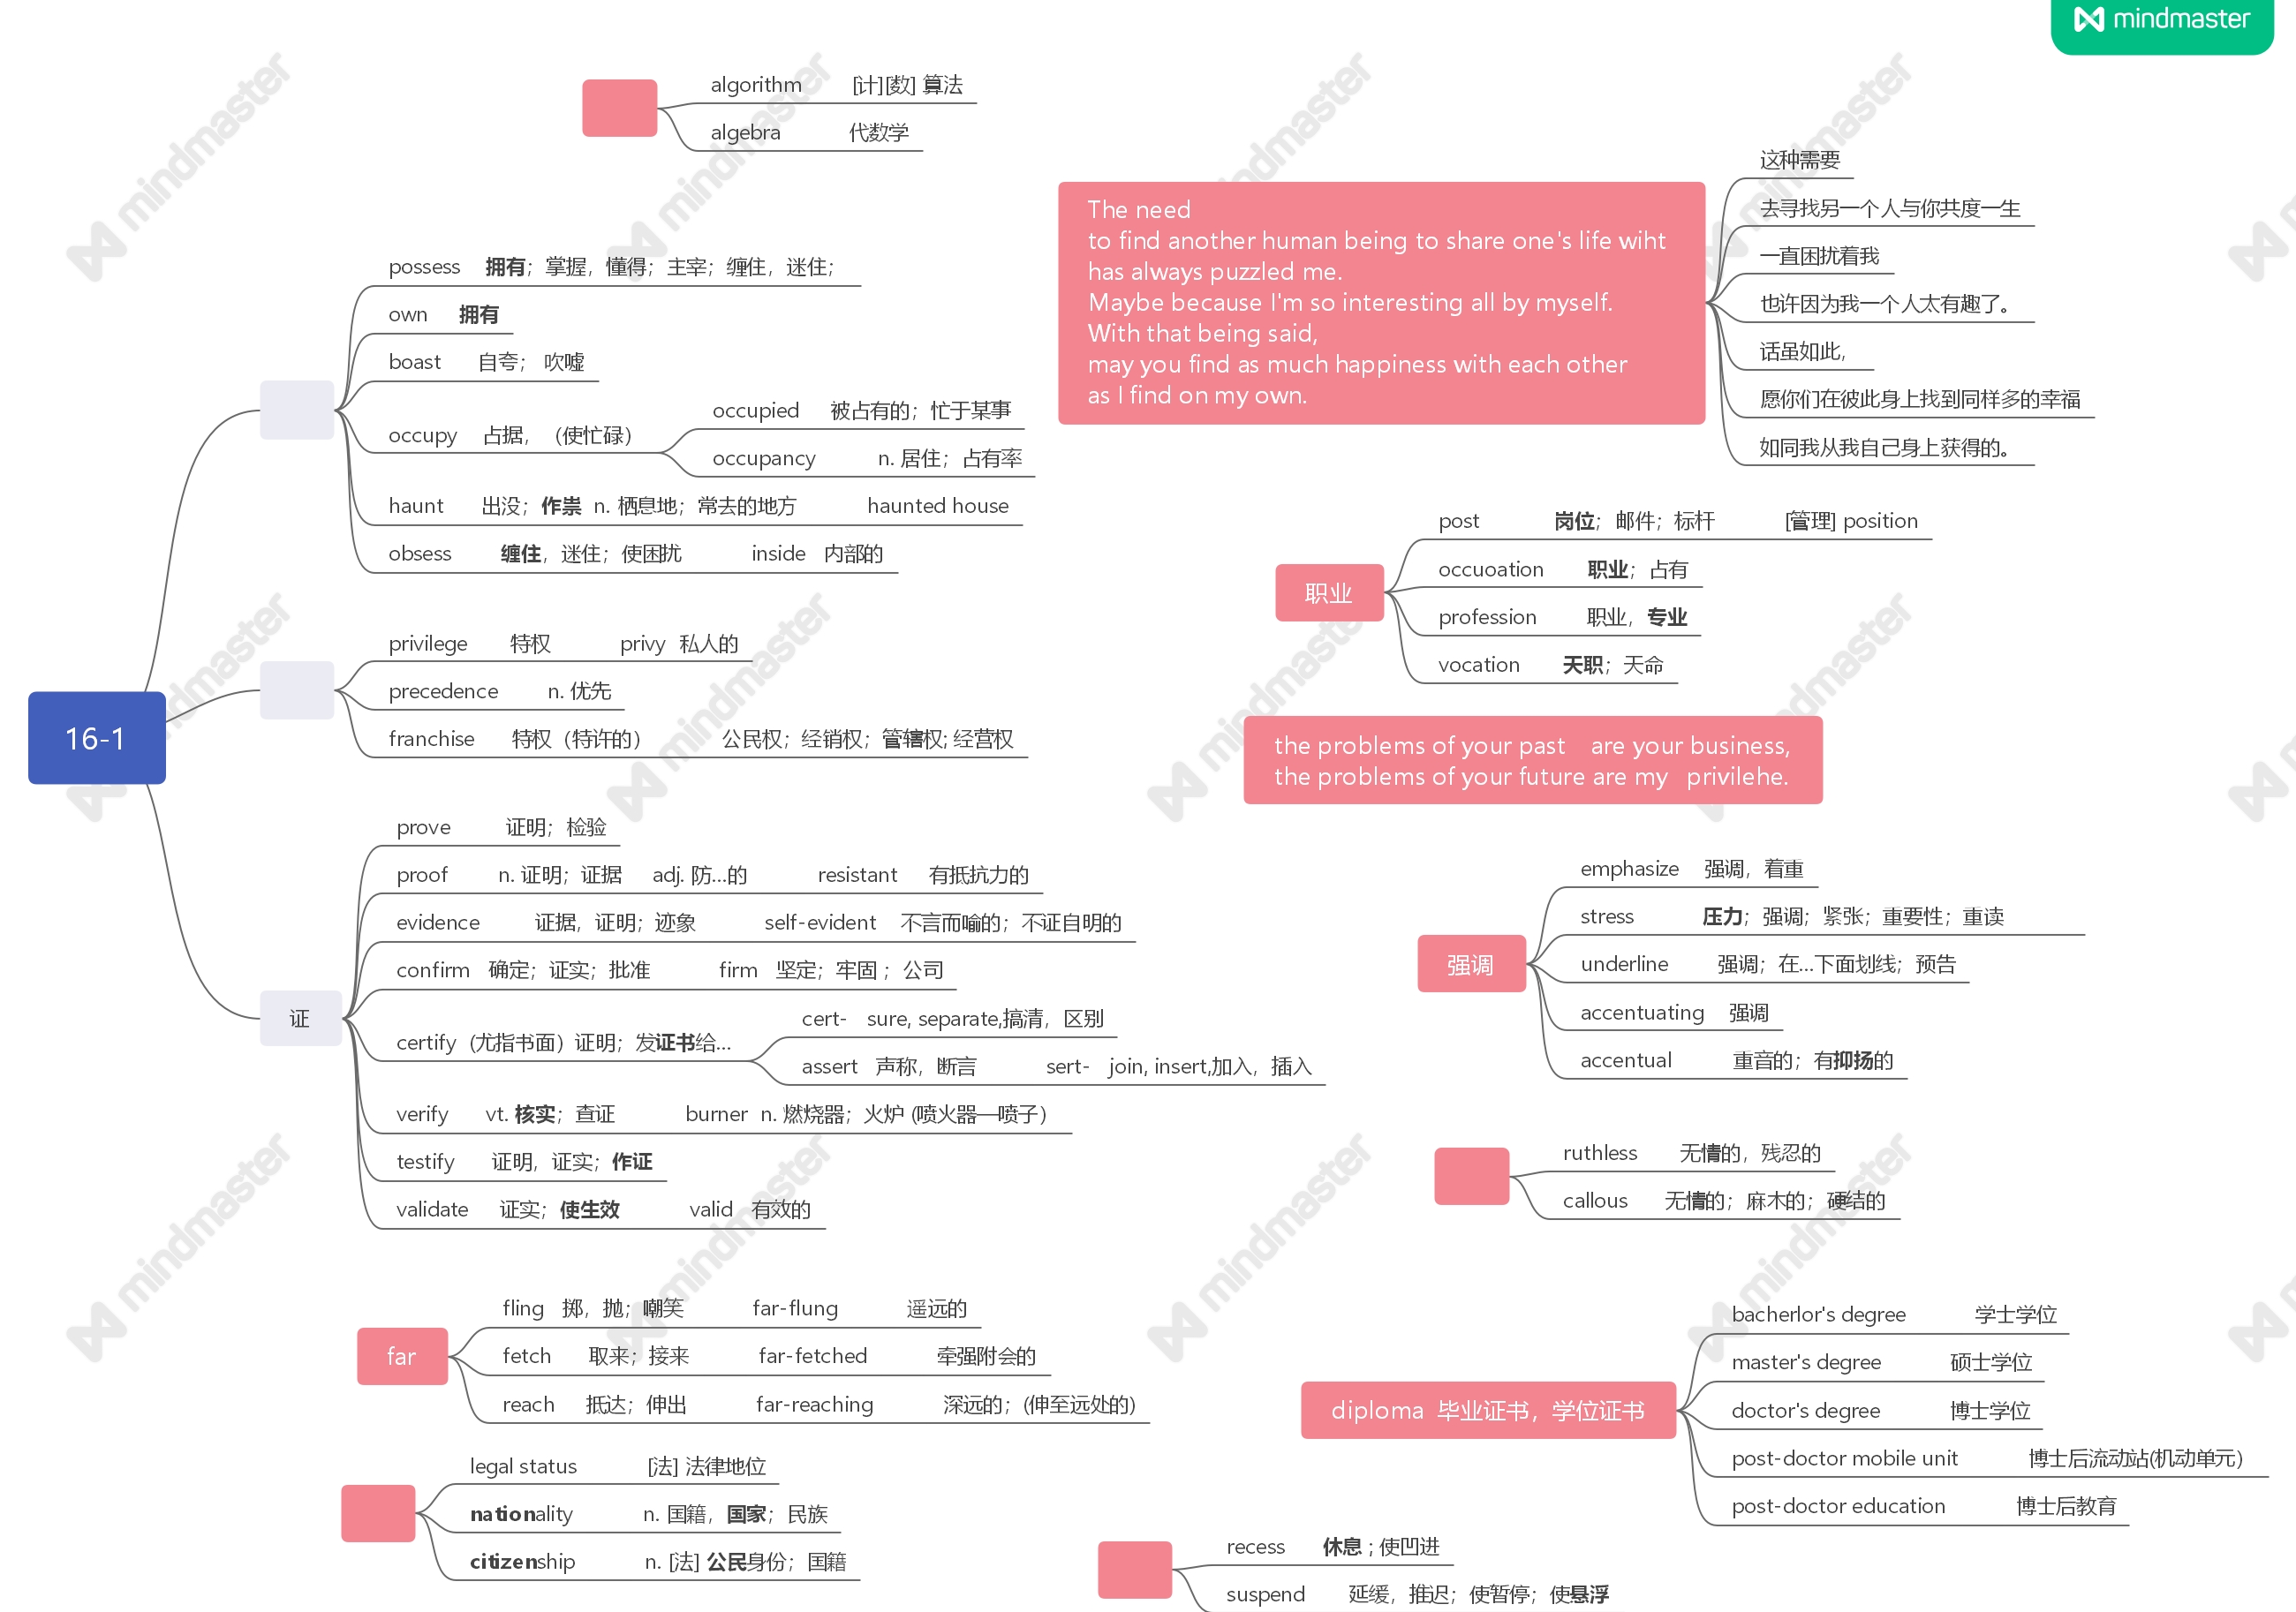 mindmaster
algorithm [计][数] 算法
algebra 代数学
The need
to find another human being to share one's life wiht
has always puzzled me.
Maybe because I'm so interesting all by myself.
With that being said,
may you find as much happiness with each other
as I find on my own.
这种需要
去寻找另一个人与你共度一生
一直困扰着我
也许因为我一个人太有趣了。
话虽如此,
愿你们在彼此身上找到同样多的幸福
如同我从我自己身上获得的。
16-1
possess 拥有；掌握，懂得；主宰；缠住，迷住；
own 拥有
boast 自夸； 吹嘘
occupy 占据，（使忙碌）
occupied 被占有的；忙于某事
occupancy n. 居住；占有率
haunt 出没；作祟 n. 栖息地；常去的地方 haunted house
obsess 缠住，迷住；使困扰 inside 内部的
privilege 特权 privy 私人的
precedence n. 优先
franchise 特权（特许的） 公民权；经销权；管辖权; 经营权
证
prove 证明；检验
proof n. 证明；证据 adj. 防...的 resistant 有抵抗力的
evidence 证据，证明；迹象 self-evident 不言而喻的；不证自明的
confirm 确定；证实；批准 firm 坚定；牢固 ；公司
certify (尤指书面）证明；发证书给...
cert- sure, separate,搞清，区别
assert 声称，断言 sert- join, insert,加入，插入
verify vt. 核实；查证 burner n. 燃烧器；火炉 (喷火器—喷子）
testify 证明，证实；作证
validate 证实；使生效 valid 有效的
职业
post 岗位；邮件；标杆 [管理] position
occuoation 职业；占有
profession 职业，专业
vocation 天职；天命
the problems of your past are your business,
the problems of your future are my privilehe.
强调
emphasize 强调，着重
stress 压力；强调；紧张；重要性；重读
underline 强调；在...下面划线；预告
accentuating 强调
accentual 重音的；有抑扬的
ruthless 无情的，残忍的
callous 无情的；麻木的；硬结的
far
fling 掷，抛；嘲笑 far-flung 遥远的
fetch 取来；接来 far-fetched 牵强附会的
reach 抵达；伸出 far-reaching 深远的；(伸至远处的)
diploma 毕业证书，学位证书
bacherlor's degree 学士学位
master's degree 硕士学位
doctor's degree 博士学位
post-doctor mobile unit 博士后流动站(机动单元）
post-doctor education 博士后教育
legal status [法] 法律地位
nationality n. 国籍，国家；民族
citizenship n. [法] 公民身份；国籍
recess 休息 ; 使凹进
suspend 延缓，推迟；使暂停；使悬浮